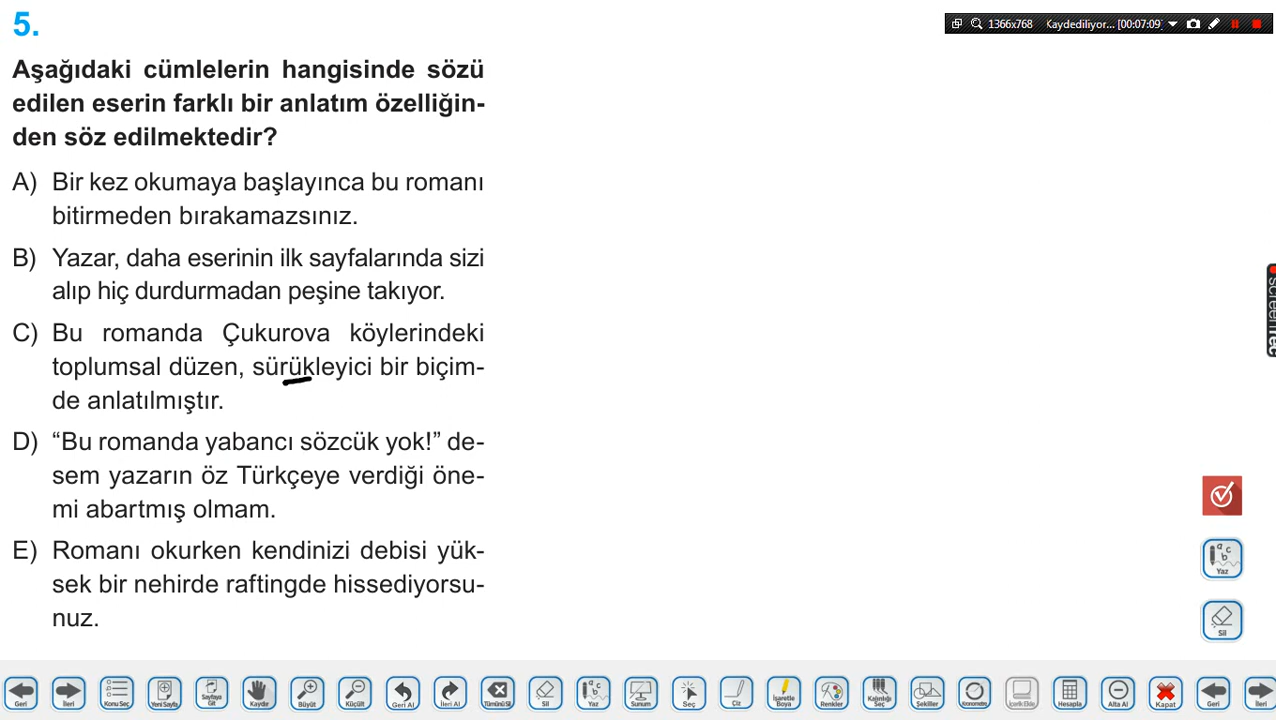 5.
1366x768 Kaydediliyor... [00:07:09]
Aşağıdaki cümlelerin hangisinde sözü
edilen eserin farklı bir anlatım özelliğin-
den söz edilmektedir?
A) Bir kez okumaya başlayınca bu romanı
bitirmeden bırakamazsınız.
B) Yazar, daha eserinin ilk sayfalarında sizi
alıp hiç durdurmadan peşine takıyor.
C) Bu romanda Çukurova köylerindeki
toplumsal düzen, sürükleyici bir biçim-
de anlatılmıştır.
D) “Bu romanda yabancı sözcük yok!” de-
sem yazarın öz Türkçeye verdiği öne-
mi abartmış olmam.
E) Romanı okurken kendinizi debisi yük-
sek bir nehirde raftingde hissediyorsu-
nuz.
Yaz
Sil
Geri İleri Konu Seç Yeni Sayfa Sayfaya Git Kaydır Büyüt Küçült Geri Al İleri Al Tümünü Sil Sil Yaz Sunum Seç Çiz İşaretle Boya Renkler Kalınlığı Seç Şekiller Kronometre İçerik Ekle Hesapla Alta Al Kapat Geri İleri